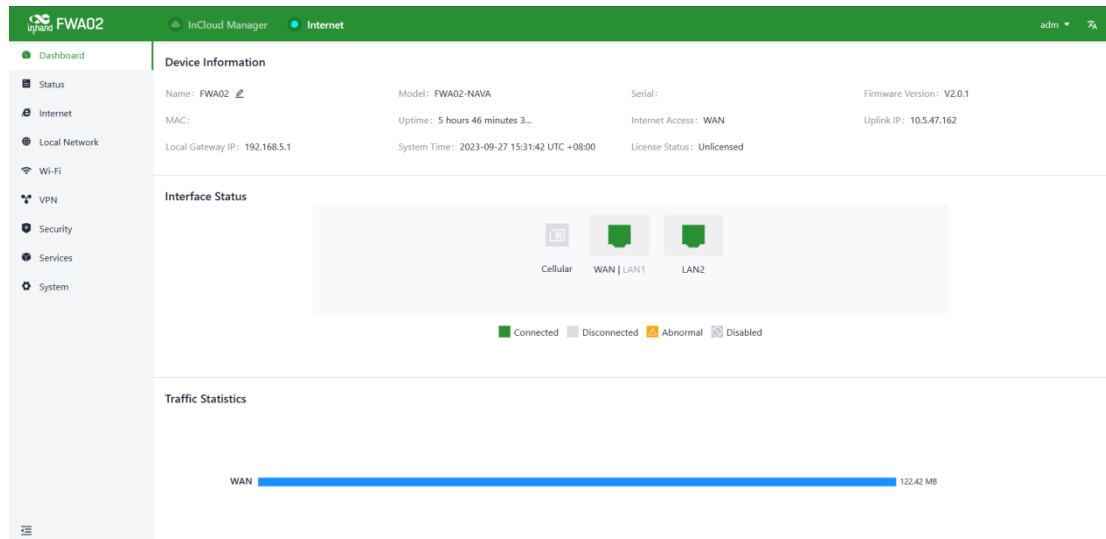 inhand FWA02 InCloud Manager Internet adm
Dashboard
Status
Internet
Local Network
Wi-Fi
VPN
Security
Services
System
Device Information
Name: FWA02 Model: FWA02-NAVA Serial: Firmware Version: V2.0.1
MAC: Uptime: 5 hours 46 minutes 3... Internet Access: WAN Uplink IP: 10.5.47.162
Local Gateway IP: 192.168.5.1 System Time: 2023-09-27 15:31:42 UTC +08:00 License Status: Unlicensed
Interface Status
Cellular WAN | LAN1 LAN2
Connected Disconnected Abnormal Disabled
Traffic Statistics
WAN 122.42 MB